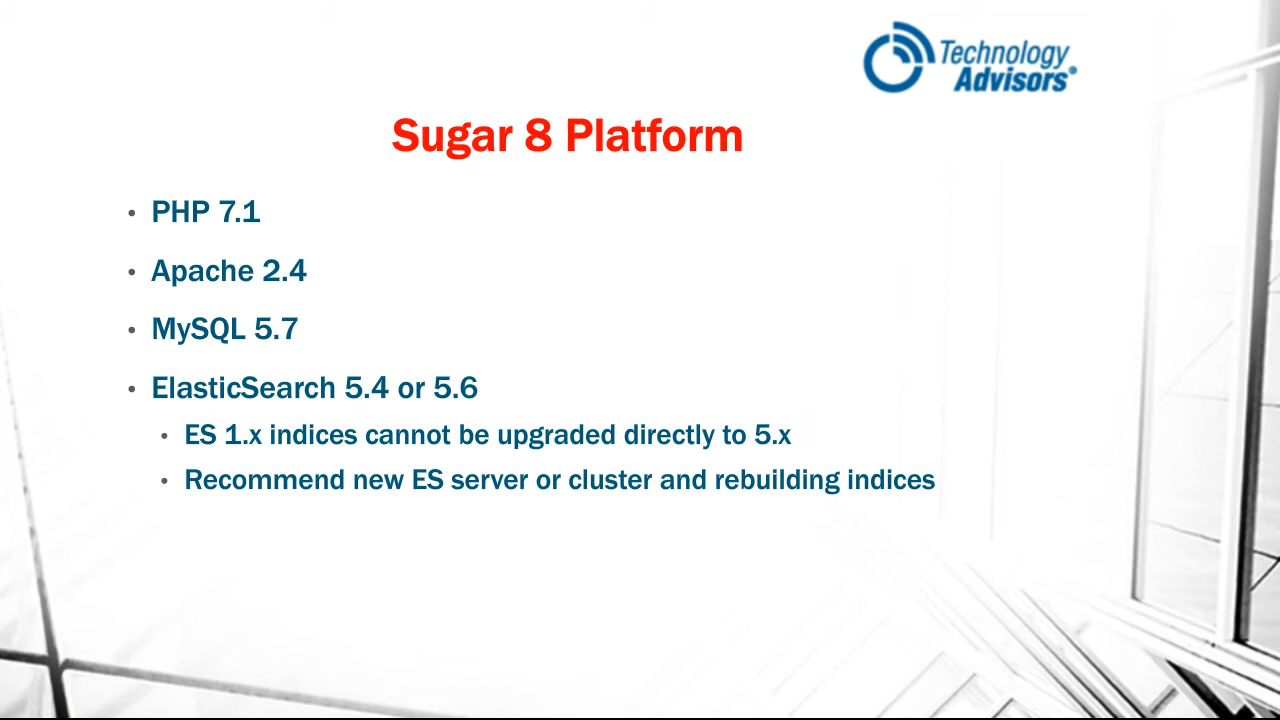 Technology
Advisors®
Sugar 8 Platform
• PHP 7.1
• Apache 2.4
• MySQL 5.7
• ElasticSearch 5.4 or 5.6
• ES 1.x indices cannot be upgraded directly to 5.x
• Recommend new ES server or cluster and rebuilding indices